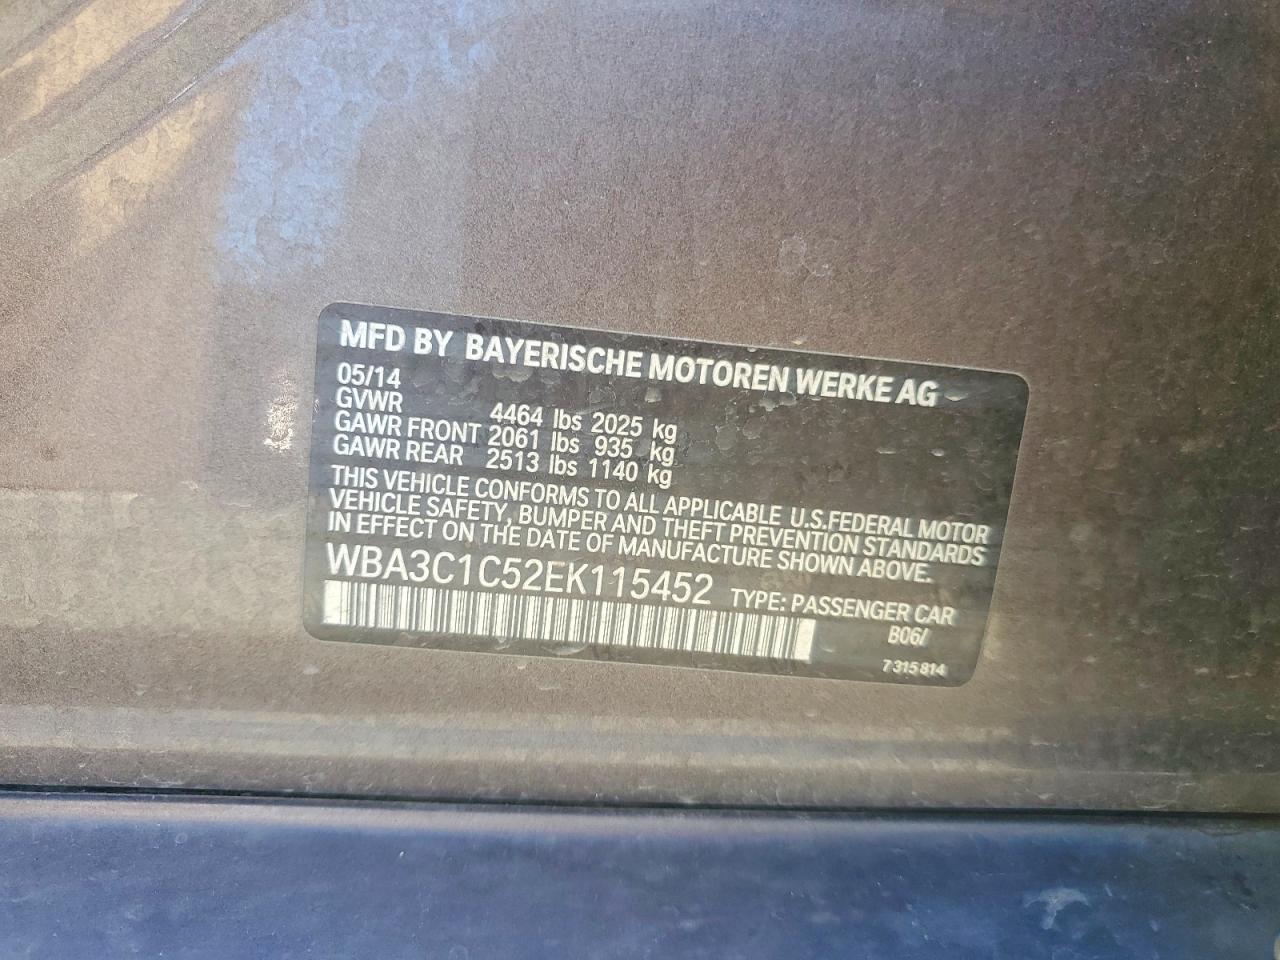 MFD BY BAYERISCHE MOTOREN WERKE AG
05/14
GVWR 4464 lbs 2025 kg
GAWR FRONT 2061 lbs 935 kg
GAWR REAR 2513 lbs 1140 kg
THIS VEHICLE CONFORMS TO ALL APPLICABLE U.S.FEDERAL MOTOR
VEHICLE SAFETY, BUMPER AND THEFT PREVENTION STANDARDS
IN EFFECT ON THE DATE OF MANUFACTURE SHOWN ABOVE.
WBA3C1C52EK115452 TYPE: PASSENGER CAR
B06/
7 315 814